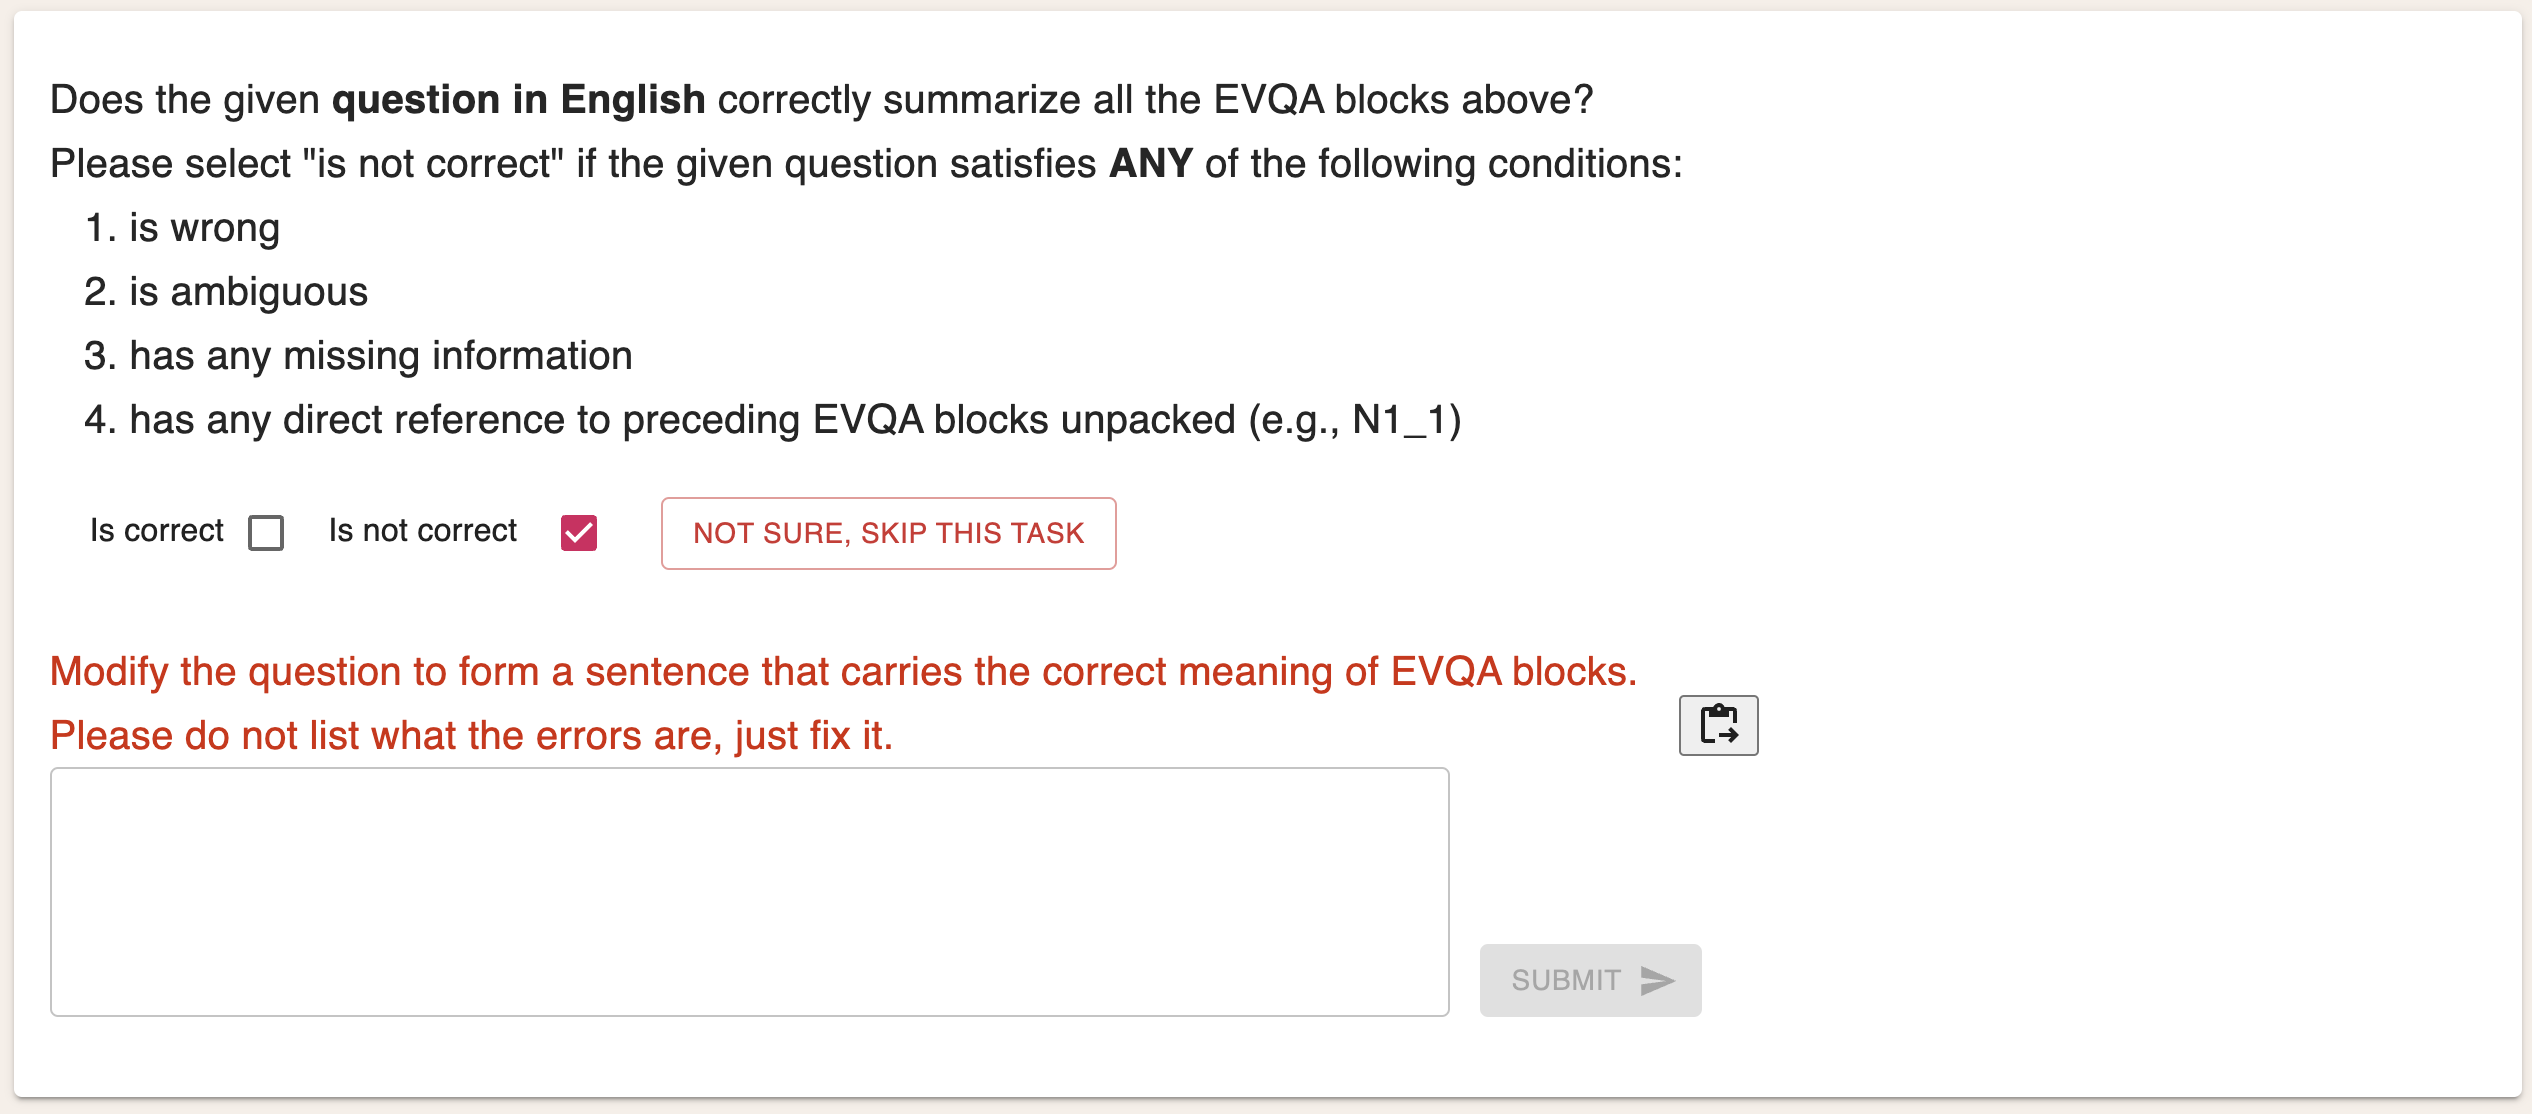 Does the given question in English correctly summarize all the EVQA blocks above?
Please select "is not correct" if the given question satisfies ANY of the following conditions:
1. is wrong
2. is ambiguous
3. has any missing information
4. has any direct reference to preceding EVQA blocks unpacked (e.g., N1_1)
Is correct Is not correct NOT SURE, SKIP THIS TASK
Modify the question to form a sentence that carries the correct meaning of EVQA blocks.
Please do not list what the errors are, just fix it.
SUBMIT